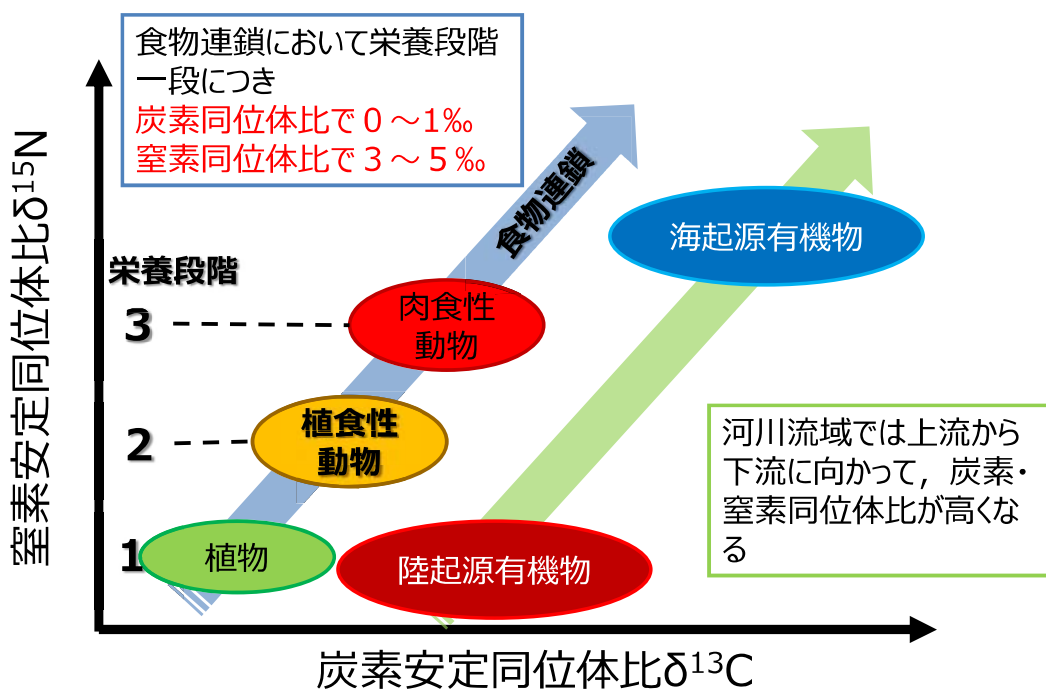 食物連鎖において栄養段階
一段につき
炭素同位体比で０～1‰
窒素同位体比で３～５‰
窒素安定同位体比δ¹⁵N
食物連鎖
海起源有機物
栄養段階
3
肉食性
動物
2
植食性
動物
河川流域では上流から
下流に向かって，炭素・
窒素同位体比が高くな
る
1
植物
陸起源有機物
炭素安定同位体比δ¹³C